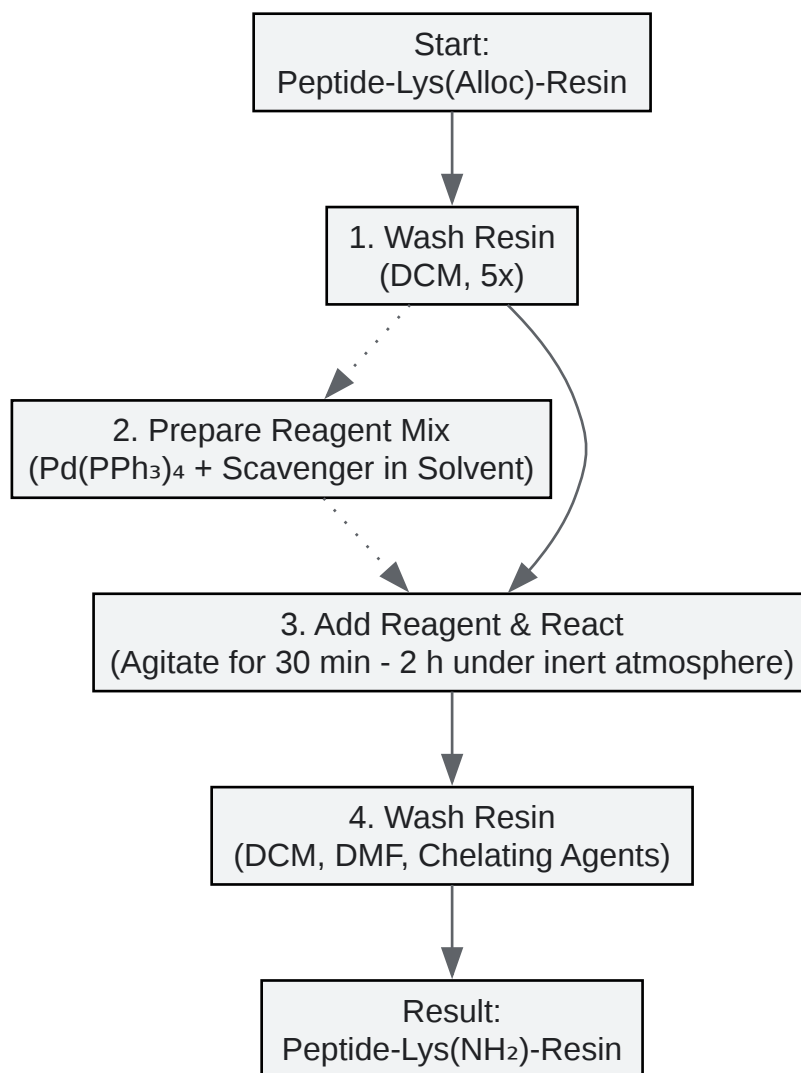 Start:
Peptide-Lys(Alloc)-Resin
1. Wash Resin
(DCM, 5x)
2. Prepare Reagent Mix
(Pd(PPh₃)₄ + Scavenger in Solvent)
3. Add Reagent & React
(Agitate for 30 min - 2 h under inert atmosphere)
4. Wash Resin
(DCM, DMF, Chelating Agents)
Result:
Peptide-Lys(NH₂)-Resin